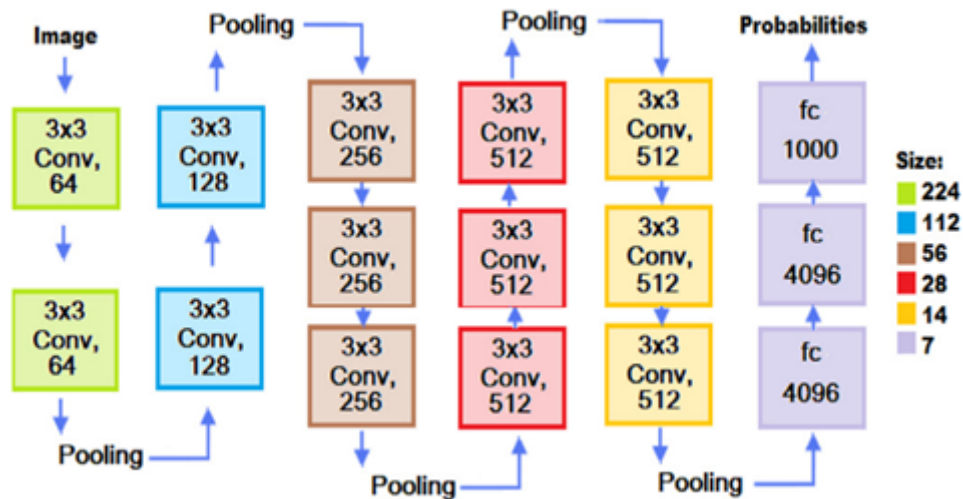 Image
3x3
Conv,
64
3x3
Conv,
64
Pooling
3x3
Conv,
128
3x3
Conv,
128
Pooling
3x3
Conv,
256
3x3
Conv,
256
3x3
Conv,
256
Pooling
3x3
Conv,
512
3x3
Conv,
512
3x3
Conv,
512
Pooling
3x3
Conv,
512
3x3
Conv,
512
3x3
Conv,
512
Pooling
fc
4096
fc
4096
fc
1000
Probabilities
Size:
224
112
56
28
14
7